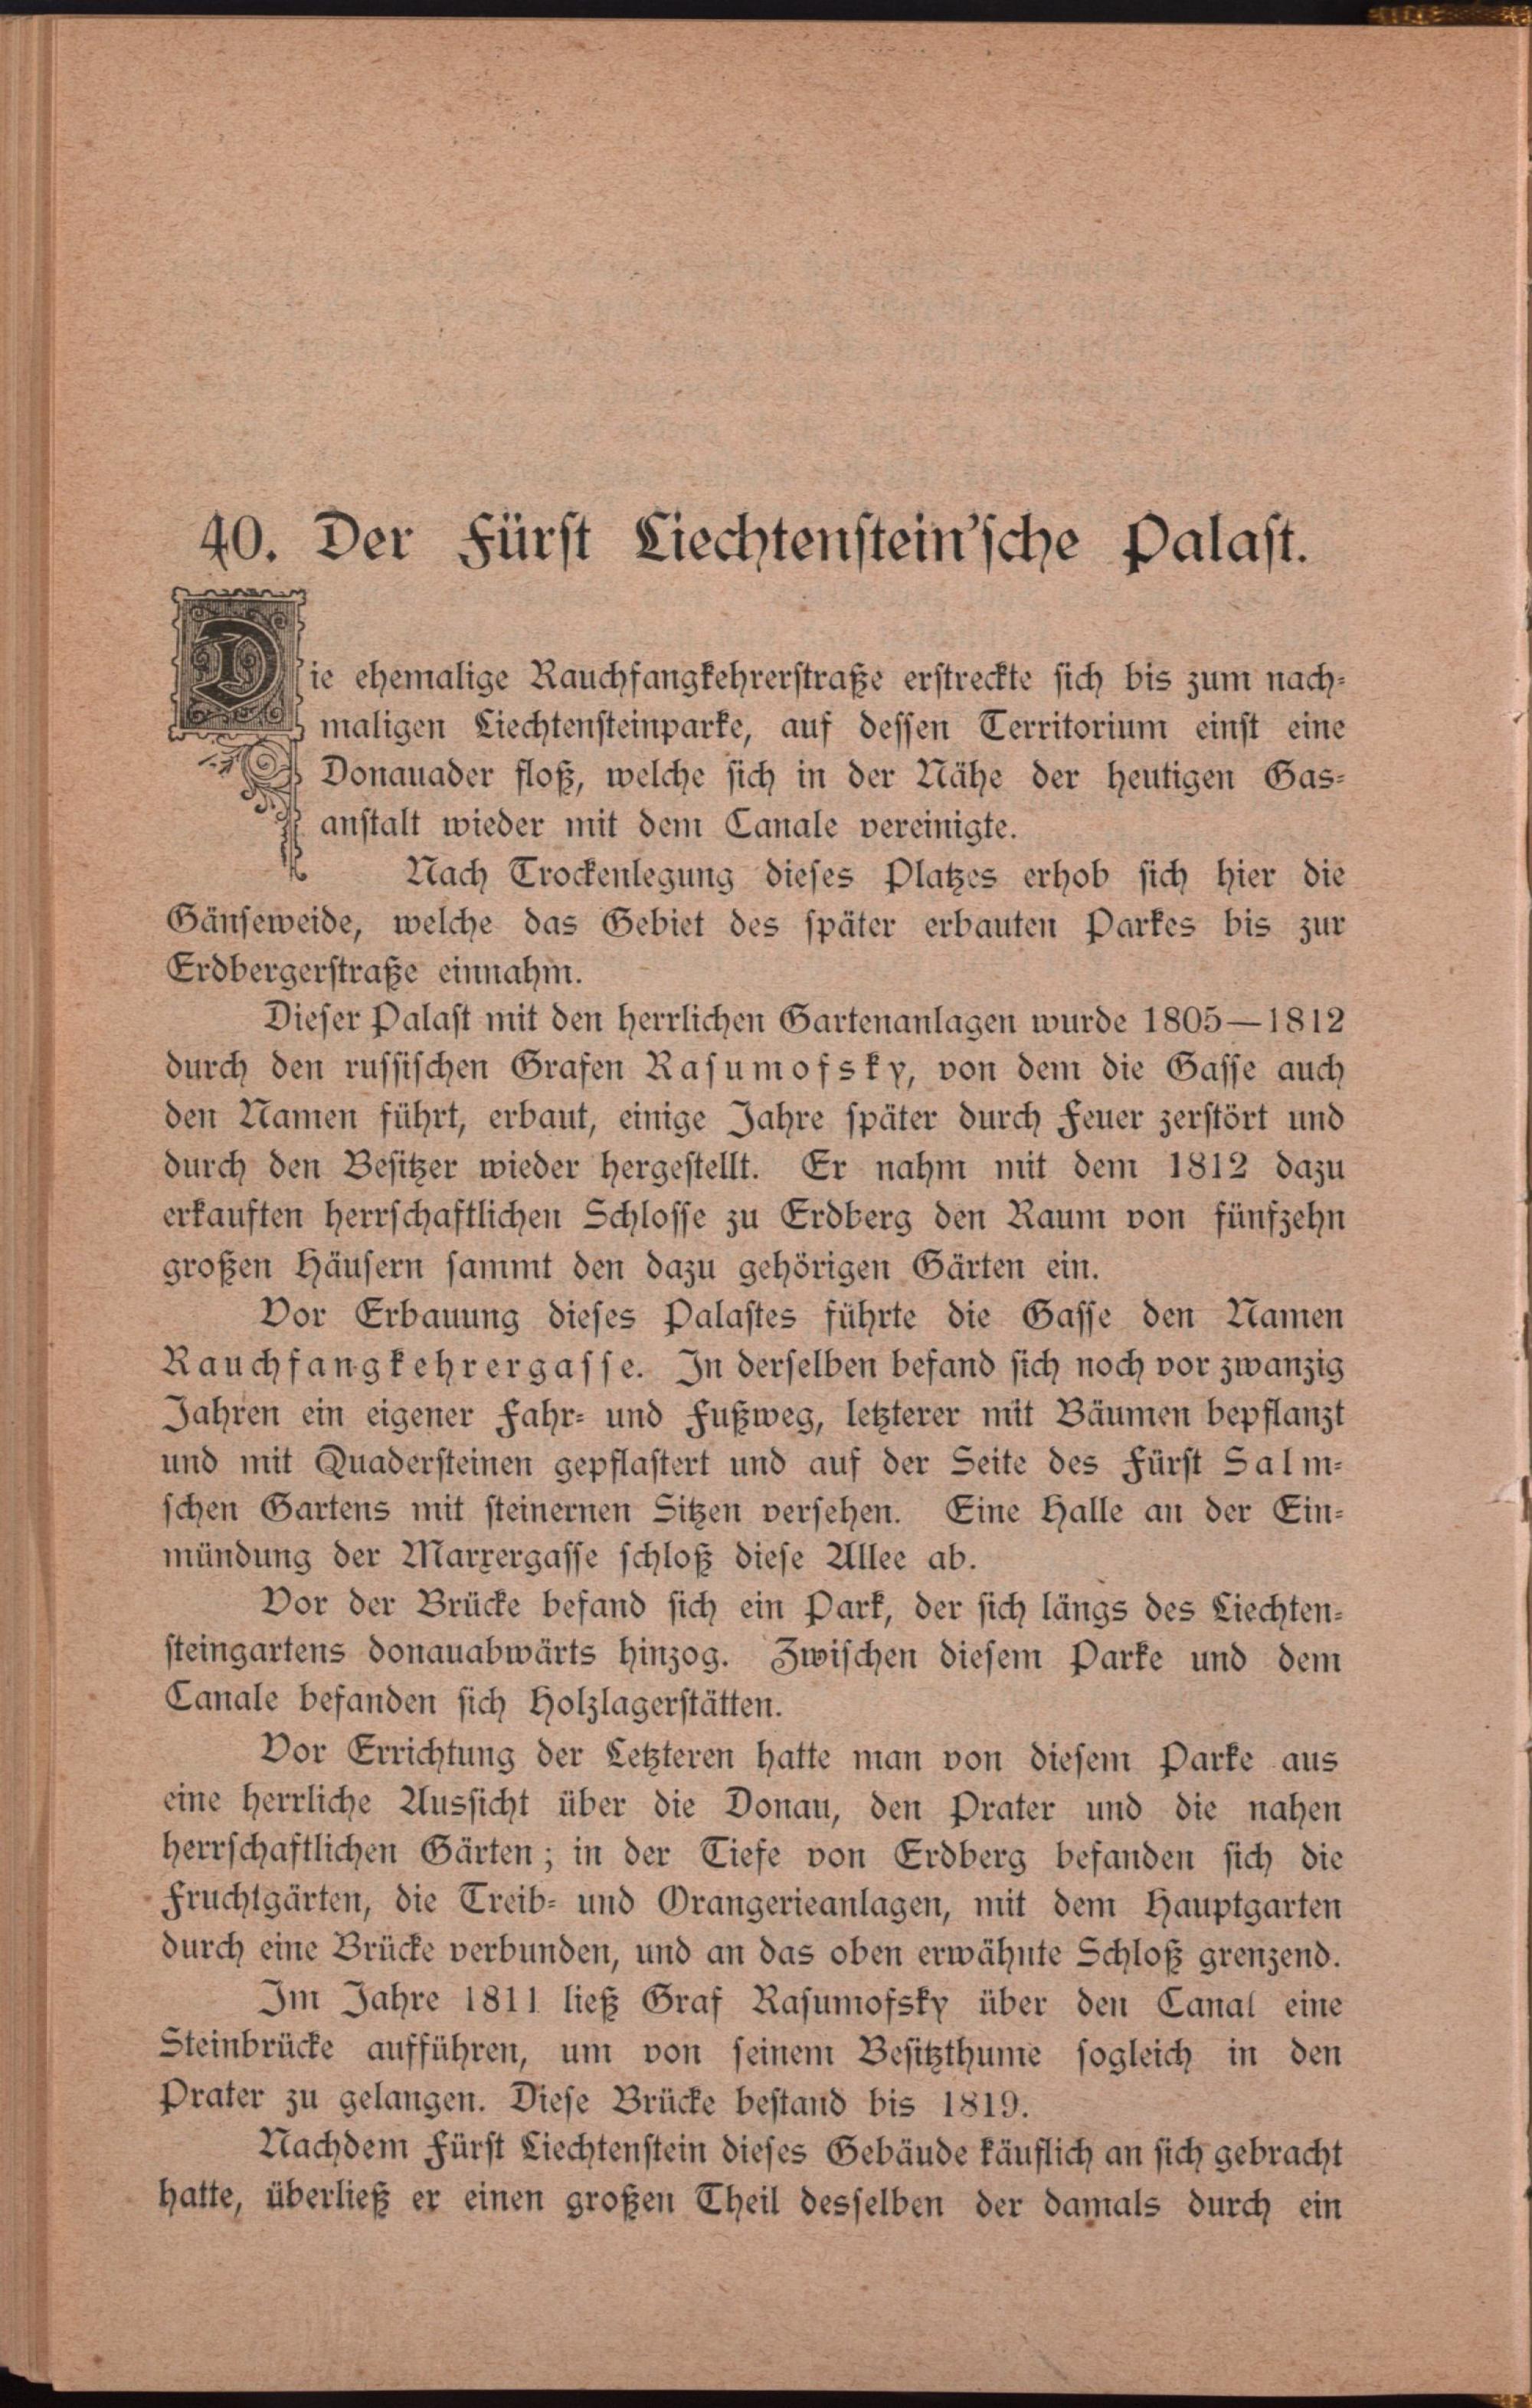 40. Der Fürst Liechtenstein'sche Palast.
Die ehemalige Rauchfangkehrerstraße erstreckte sich bis zum nach-
maligen Liechtensteinparke, auf dessen Territorium einst eine
Donauader floß, welche sich in der Nähe der heutigen Gas-
anstalt wieder mit dem Canale vereinigte.
Nach Trockenlegung dieses Platzes erhob sich hier die
Gänseweide, welche das Gebiet des später erbauten Parkes bis zur
Erdbergerstraße einnahm.
Dieser Palast mit den herrlichen Gartenanlagen wurde 1805—1812
durch den russischen Grafen Rasumofsky, von dem die Gasse auch
den Namen führt, erbaut, einige Jahre später durch Feuer zerstört und
durch den Besitzer wieder hergestellt. Er nahm mit dem 1812 dazu
erkauften herrschaftlichen Schlosse zu Erdberg den Raum von fünfzehn
großen Häusern sammt den dazu gehörigen Gärten ein.
Vor Erbauung dieses Palastes führte die Gasse den Namen
Rauchfangkehrergasse. In derselben befand sich noch vor zwanzig
Jahren ein eigener Fahr- und Fußweg, letzterer mit Bäumen bepflanzt
und mit Quadersteinen gepflastert und auf der Seite des Fürst Salm-
schen Gartens mit steinernen Sitzen versehen. Eine Halle an der Ein-
mündung der Marxergasse schloß diese Allee ab.
Vor der Brücke befand sich ein Park, der sich längs des Liechten-
steingartens donauabwärts hinzog. Zwischen diesem Parke und dem
Canale befanden sich Holzlagerstätten.
Vor Errichtung der Letzteren hatte man von diesem Parke aus
eine herrliche Aussicht über die Donau, den Prater und die nahen
herrschaftlichen Gärten; in der Tiefe von Erdberg befanden sich die
Fruchtgärten, die Treib- und Orangerieanlagen, mit dem Hauptgarten
durch eine Brücke verbunden, und an das oben erwähnte Schloß grenzend.
Im Jahre 1811 ließ Graf Rasumofsky über den Canal eine
Steinbrücke aufführen, um von seinem Besitzthume sogleich in den
Prater zu gelangen. Diese Brücke bestand bis 1819.
Nachdem Fürst Liechtenstein dieses Gebäude käuflich an sich gebracht
hatte, überließ er einen großen Theil desselben der damals durch ein